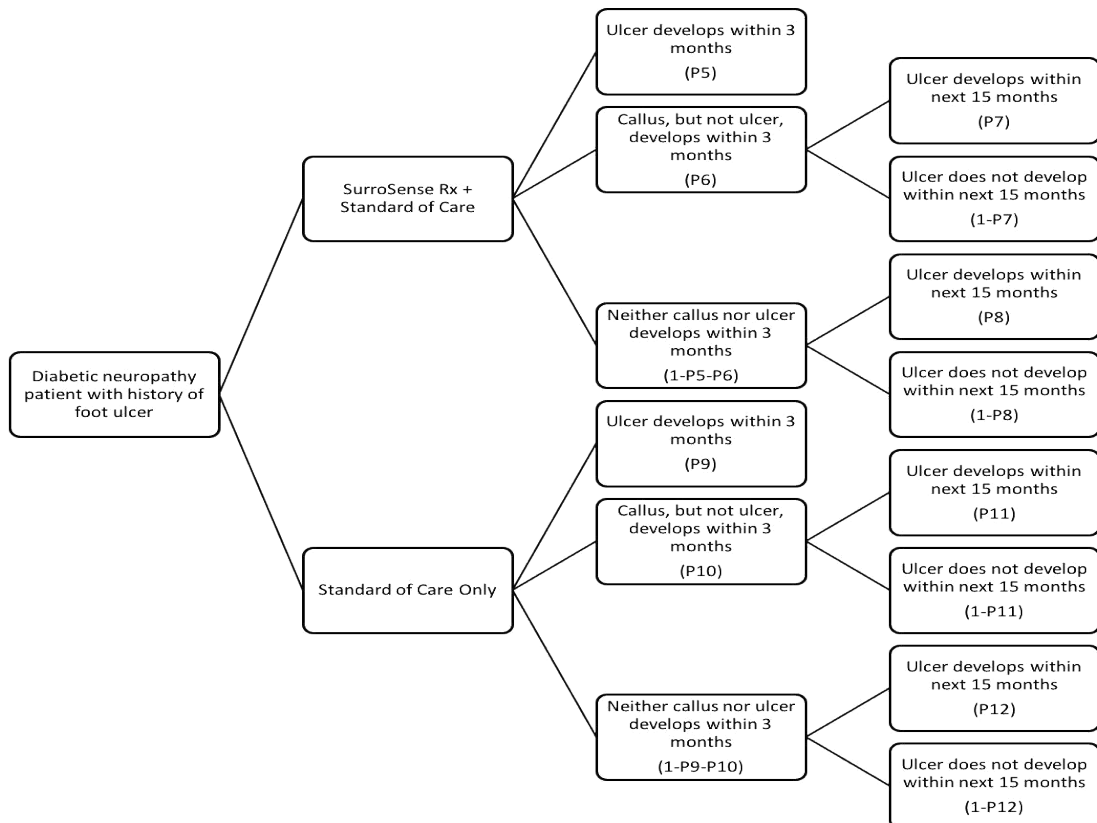 Diabetic neuropathy
patient with history of
foot ulcer
SurroSense Rx +
Standard of Care
Ulcer develops within 3
months
(P5)
Callus, but not ulcer,
develops within 3
months
(P6)
Ulcer develops within
next 15 months
(P7)
Ulcer does not develop
within next 15 months
(1-P7)
Neither callus nor ulcer
develops within 3
months
(1-P5-P6)
Ulcer develops within
next 15 months
(P8)
Ulcer does not develop
within next 15 months
(1-P8)
Standard of Care Only
Ulcer develops within 3
months
(P9)
Callus, but not ulcer,
develops within 3
months
(P10)
Ulcer develops within
next 15 months
(P11)
Ulcer does not develop
within next 15 months
(1-P11)
Neither callus nor ulcer
develops within 3
months
(1-P9-P10)
Ulcer develops within
next 15 months
(P12)
Ulcer does not develop
within next 15 months
(1-P12)